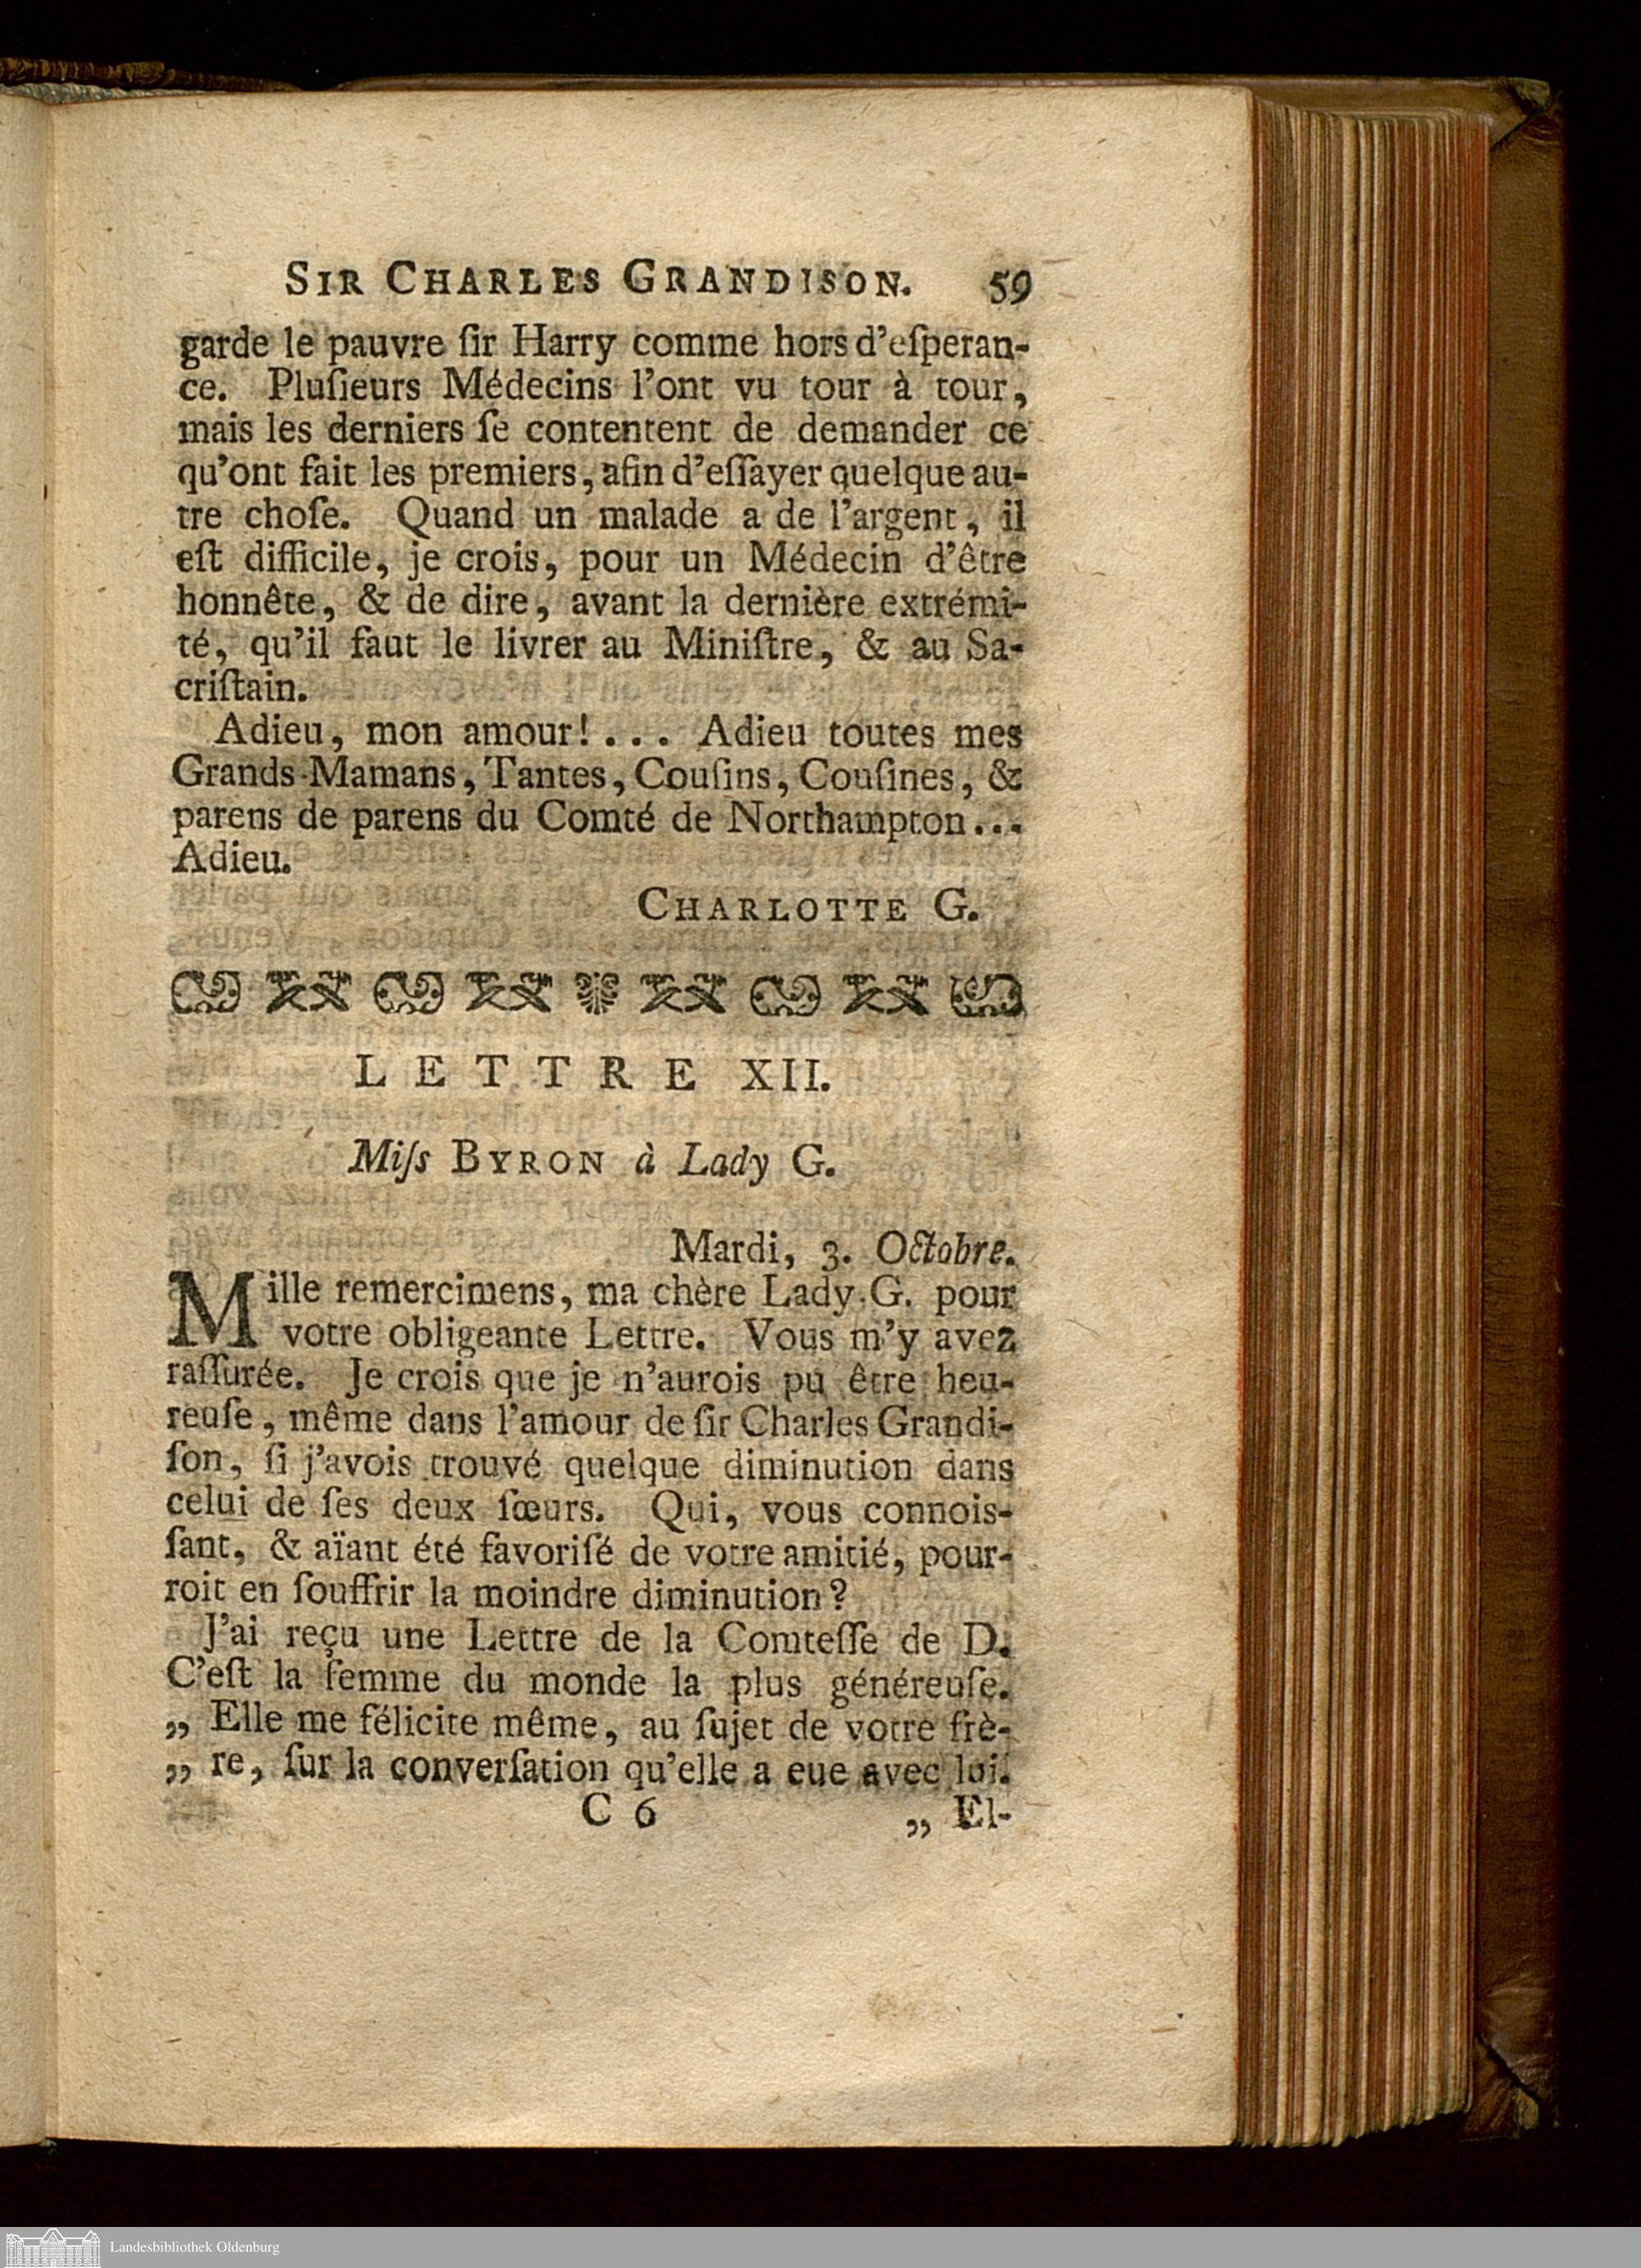 SIR CHARLES GRANDISON. 59
garde le pauvre ſir Harry comme hors d'eſperan-
ce. Pluſieurs Médecins l'ont vu tour à tour,
mais les derniers ſe contentent de demander ce
qu'ont fait les premiers, afin d'eſſayer quelque au-
tre choſe. Quand un malade a de l'argent, il
eſt difficile, je crois, pour un Médecin d'être
honnête, & de dire, avant la dernière extrémi-
té, qu'il faut le livrer au Miniſtre, & au Sa-
criſtain.
Adieu, mon amour!... Adieu toutes mes
Grands-Mamans, Tantes, Couſins, Couſines, &
parens de parens du Comté de Northampton...
Adieu.
CHARLOTTE G.
LETTRE XII.
Miſs BYRON à Lady G.
Mardi, 3. Octobre.
Mille remercimens, ma chère Lady G. pour
votre obligeante Lettre. Vous m'y avez
raſſurée. Je crois que je n'aurois pu être heu-
reuſe, même dans l'amour de ſir Charles Grandi-
ſon, ſi j'avois trouvé quelque diminution dans
celui de ſes deux ſœurs. Qui, vous connois-
ſant, & aïant été favoriſé de votre amitié, pour-
roit en ſouffrir la moindre diminution?
J'ai reçu une Lettre de la Comteſſe de D.
C'eſt la femme du monde la plus généreuſe.
„ Elle me félicite même, au ſujet de votre frè-
„ re, ſur la converſation qu'elle a eue avec lui.
C 6 „ El-
Landesbibliothek Oldenburg